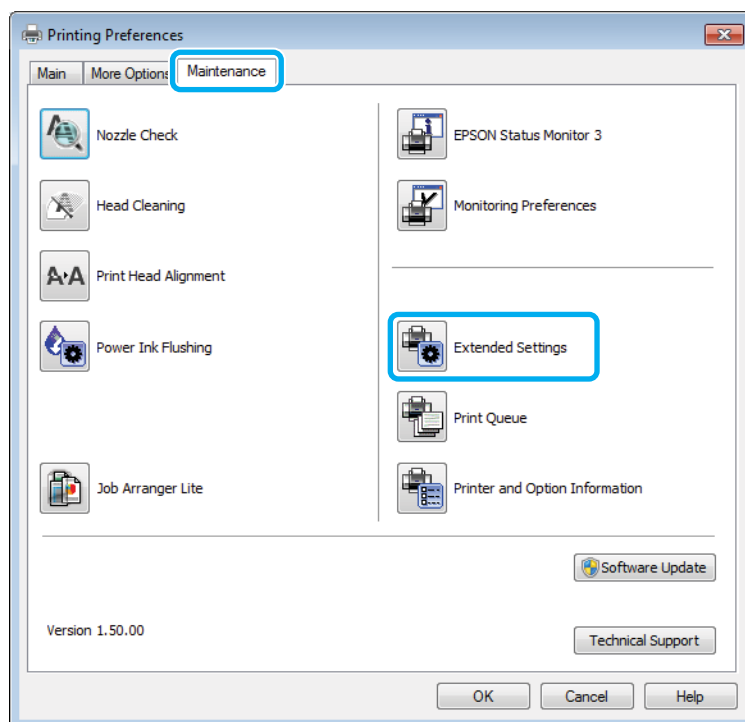 Printing Preferences
Main
More Options
Maintenance
Nozzle Check
Head Cleaning
Print Head Alignment
Power Ink Flushing
Job Arranger Lite
EPSON Status Monitor 3
Monitoring Preferences
Extended Settings
Print Queue
Printer and Option Information
Software Update
Version 1.50.00
Technical Support
OK
Cancel
Help